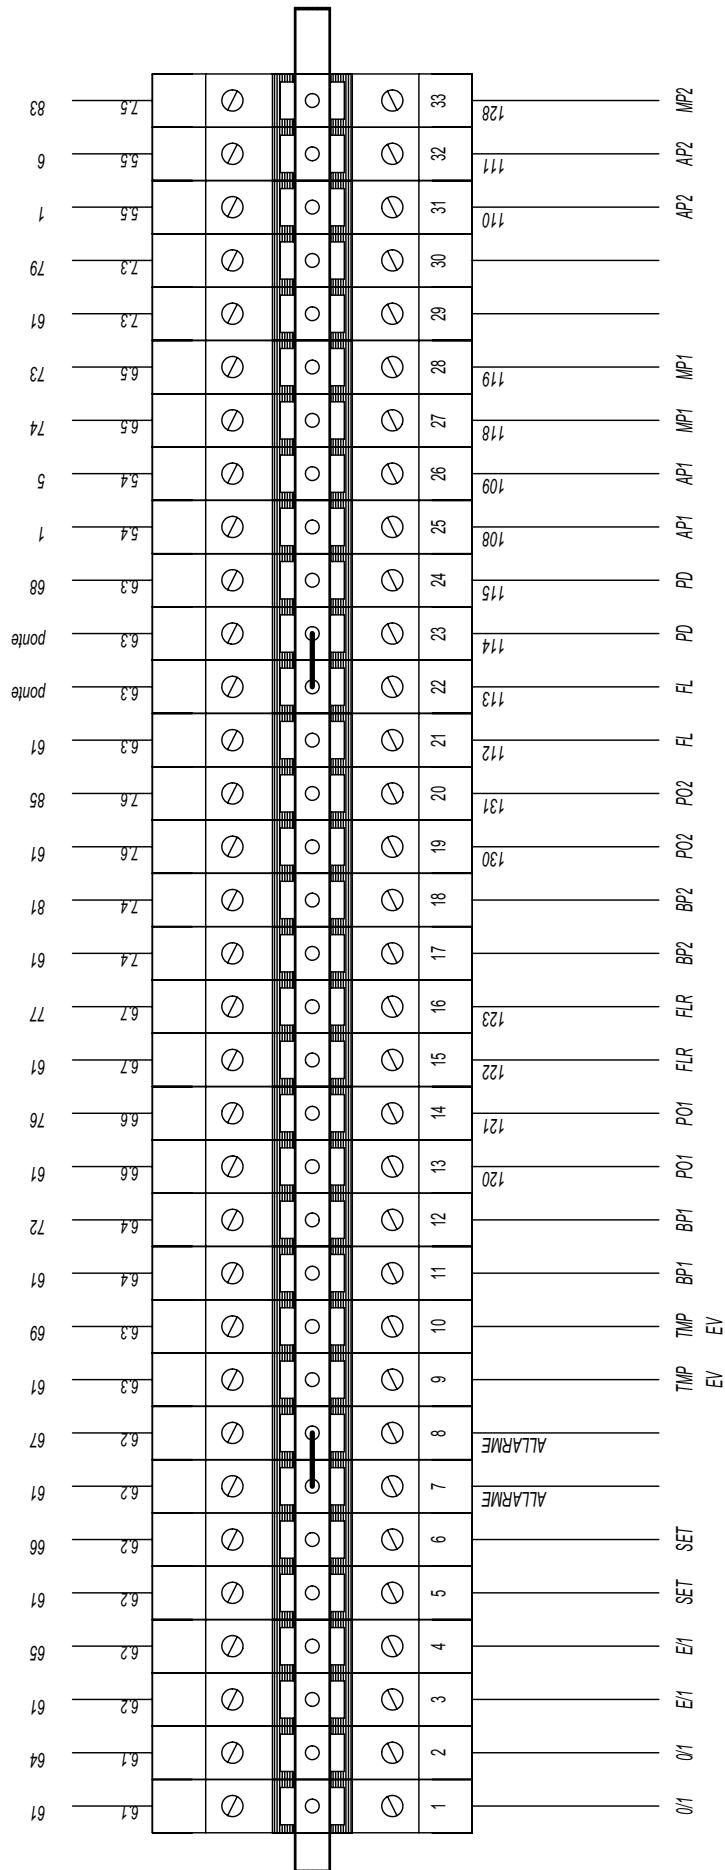 83 7.5 33 128 MP2
6 5.5 32 111 AP2
1 5.5 31 110 AP2
79 7.3 30
61 7.3 29
73 6.5 28 119 MP1
74 6.5 27 118 MP1
5 5.4 26 109 AP1
1 5.4 25 108 AP1
68 6.3 24 115 PD
ponte 6.3 23 114 PD
ponte 6.3 22 113 FL
61 6.3 21 112 FL
85 7.6 20 131 PO2
61 7.6 19 130 PO2
81 7.4 18 BP2
61 7.4 17 BP2
77 6.7 16 123 FLR
61 6.7 15 122 FLR
76 6.6 14 121 PO1
61 6.6 13 120 PO1
72 6.4 12 BP1
61 6.4 11 BP1
69 6.3 10 TMP EV
61 6.3 9 TMP EV
67 6.2 8 ALLARME
61 6.2 7 ALLARME
66 6.2 6 SET
61 6.2 5 SET
65 6.2 4 E/1
61 6.2 3 E/1
64 6.1 2 0/1
61 6.1 1 0/1